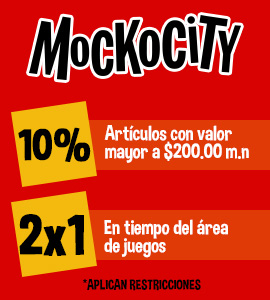 MOCKOCITY
10%
Artículos con valor
mayor a $200.00 m.n
2x1
En tiempo del área
de juegos
*APLICAN RESTRICCIONES